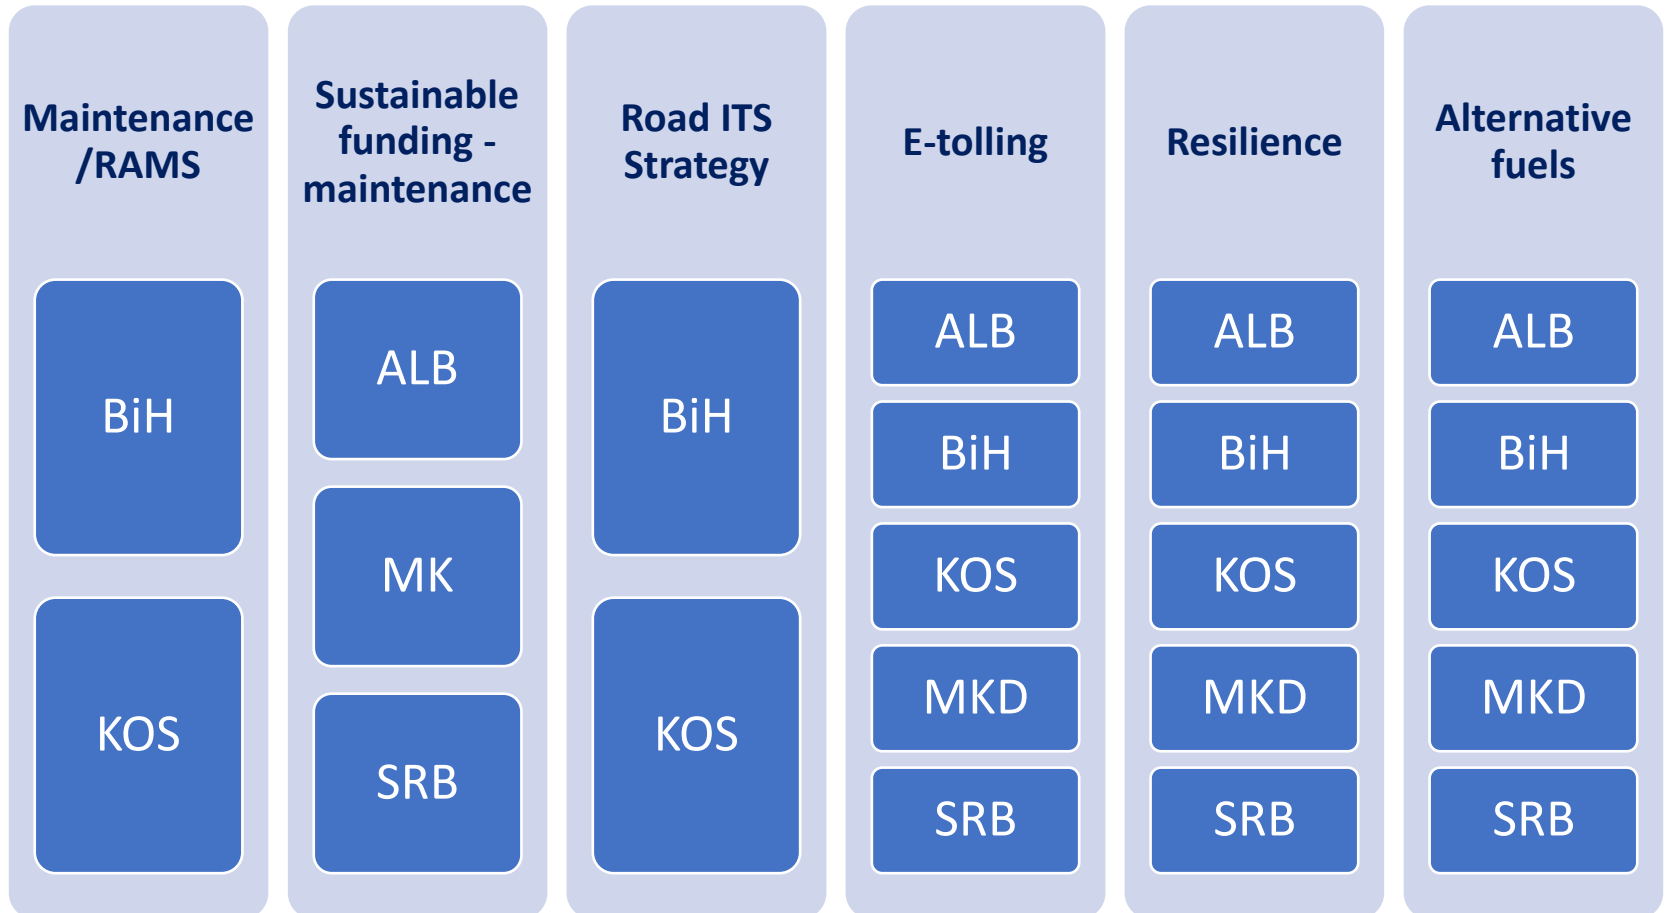 Maintenance
/RAMS
BiH
KOS
Sustainable
funding -
maintenance
ALB
MK
SRB
Road ITS
Strategy
BiH
KOS
E-tolling
ALB
BiH
KOS
MKD
SRB
Resilience
ALB
BiH
KOS
MKD
SRB
Alternative
fuels
ALB
BiH
KOS
MKD
SRB